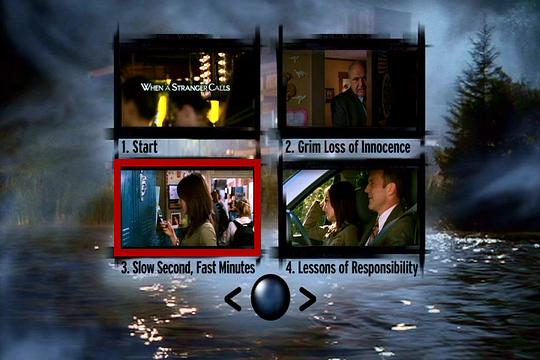 WHEN A STRANGER CALLS
1. Start
2. Grim Loss of Innocence
3. Slow Second, Fast Minutes
4. Lessons of Responsibility
< >